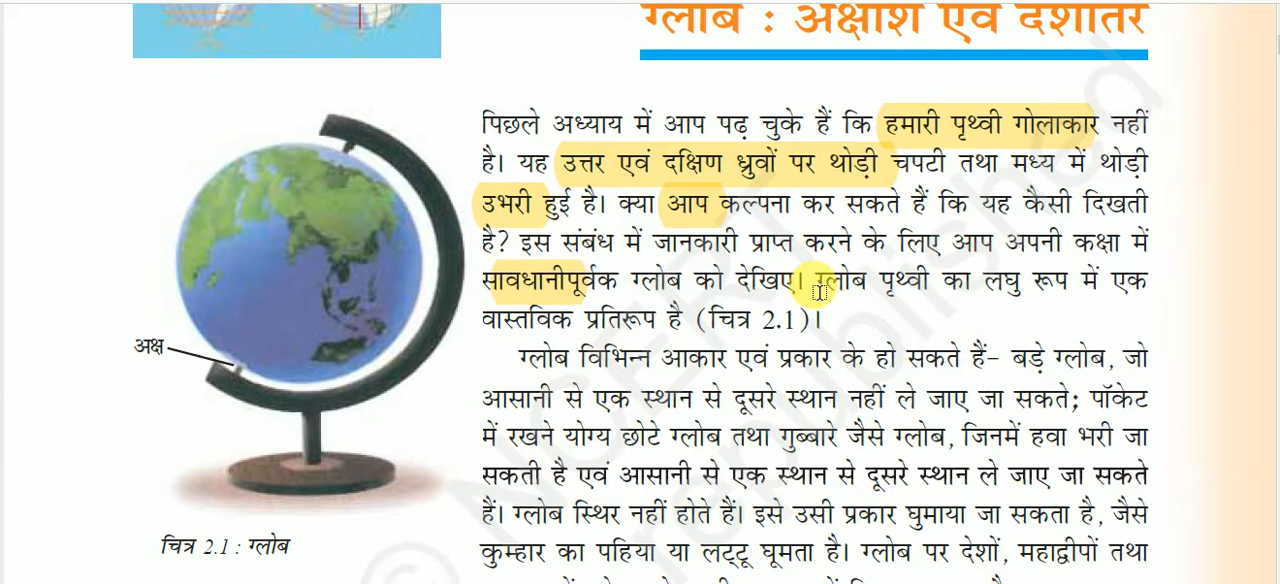 ग्लोब : अक्षांश एवं देशांतर
पिछले अध्याय में आप पढ़ चुके हैं कि हमारी पृथ्वी गोलाकार नहीं
है। यह उत्तर एवं दक्षिण ध्रुवों पर थोड़ी चपटी तथा मध्य में थोड़ी
उभरी हुई है। क्या आप कल्पना कर सकते हैं कि यह कैसी दिखती
है? इस संबंध में जानकारी प्राप्त करने के लिए आप अपनी कक्षा में
सावधानीपूर्वक ग्लोब को देखिए। ग्लोब पृथ्वी का लघु रूप में एक
वास्तविक प्रतिरूप है (चित्र 2.1)।
ग्लोब विभिन्न आकार एवं प्रकार के हो सकते हैं– बड़े ग्लोब, जो
आसानी से एक स्थान से दूसरे स्थान नहीं ले जाए जा सकते; पॉकेट
में रखने योग्य छोटे ग्लोब तथा गुब्बारे जैसे ग्लोब, जिनमें हवा भरी जा
सकती है एवं आसानी से एक स्थान से दूसरे स्थान ले जाए जा सकते
हैं। ग्लोब स्थिर नहीं होते हैं। इसे उसी प्रकार घुमाया जा सकता है, जैसे
कुम्हार का पहिया या लट्टू घूमता है। ग्लोब पर देशों, महाद्वीपों तथा
अक्ष
चित्र 2.1 : ग्लोब
© NCERT
republished